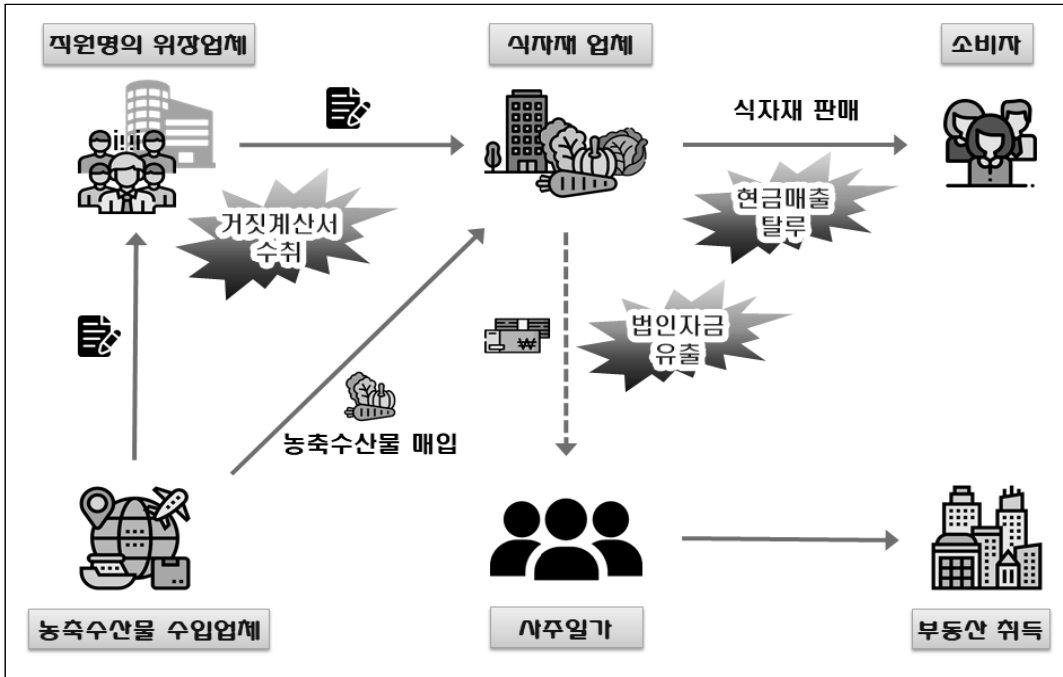 직원명의 위장업체
식자재 업체
소비자
식자재 판매
거짓계산서
수취
현금매출
탈루
법인자금
유출
₩
농축수산물 매입
농축수산물 수입업체
사주일가
부동산 취득